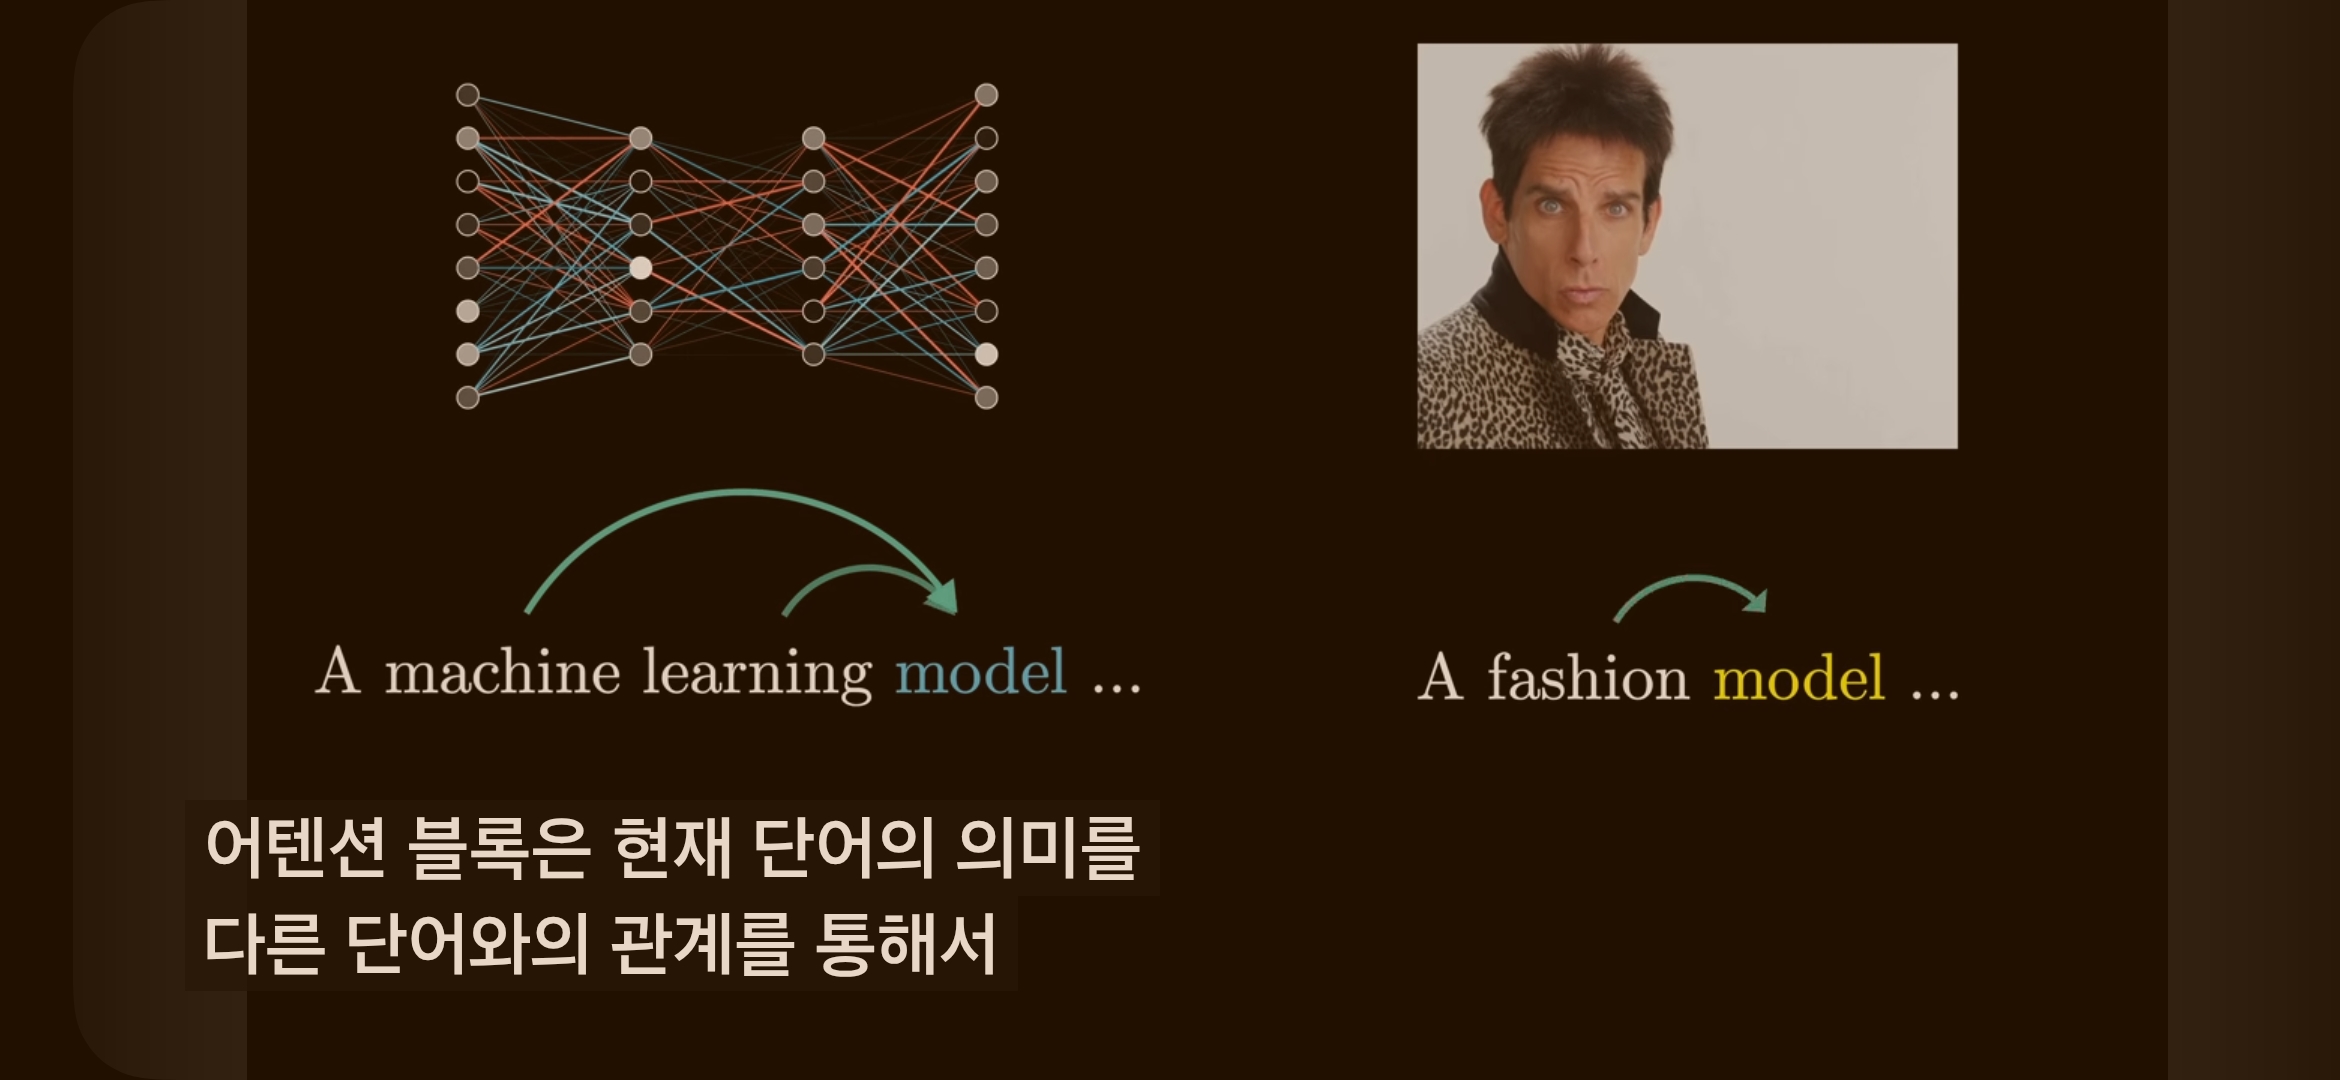 A machine learning model ...
A fashion model ...
어텐션 블록은 현재 단어의 의미를
다른 단어와의 관계를 통해서